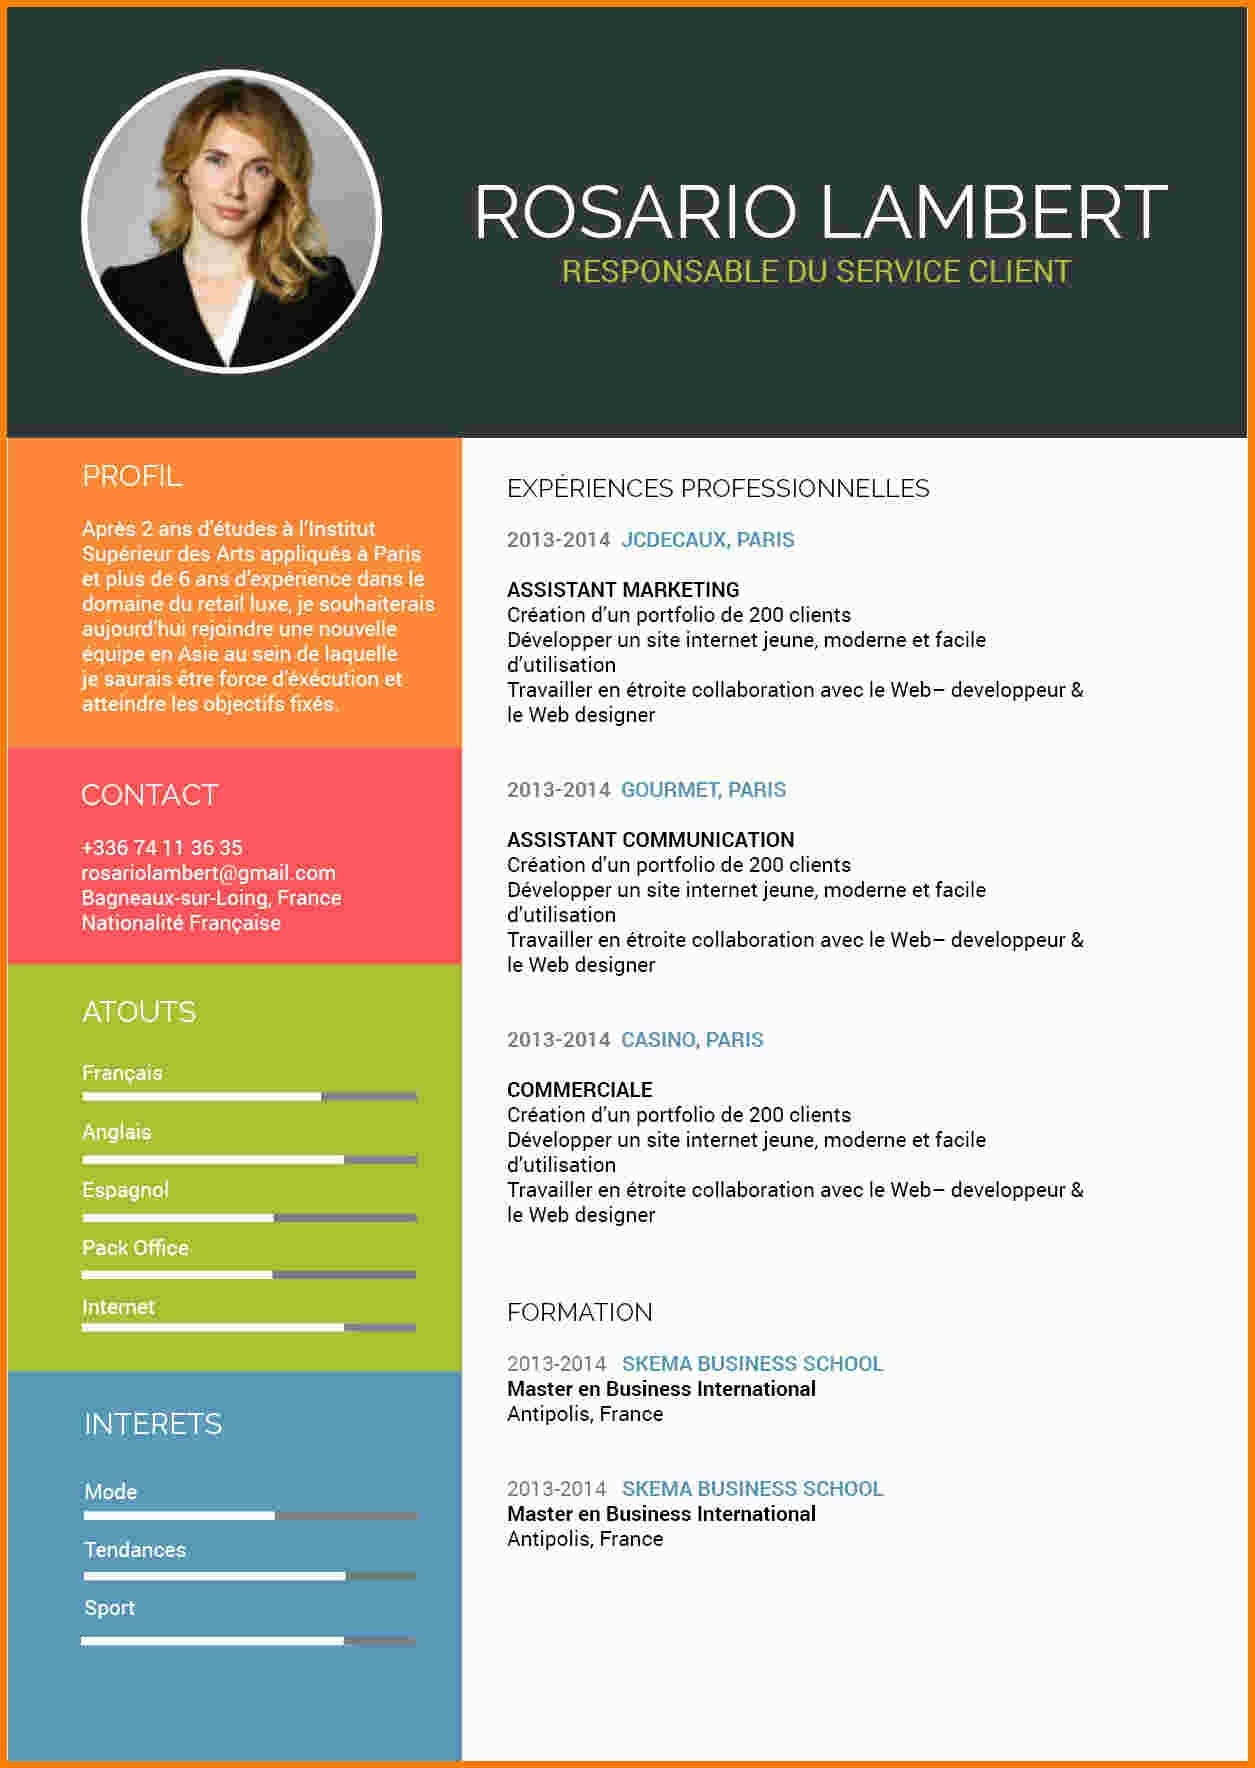 ROSARIO LAMBERT
RESPONSABLE DU SERVICE CLIENT
PROFIL
Après 2 ans d'études à l'Institut
Supérieur des Arts appliqués à Paris
et plus de 6 ans d'expérience dans le
domaine du retail luxe, je souhaiterais
aujourd'hui rejoindre une nouvelle
équipe en Asie au sein de laquelle
je saurais être force d'éxécution et
atteindre les objectifs fixés.
CONTACT
+336 74 11 36 35
rosariolambert@gmail.com
Bagneaux-sur-Loing, France
Nationalité Française
ATOUTS
Français
Anglais
Espagnol
Pack Office
Internet
INTERETS
Mode
Tendances
Sport
EXPÉRIENCES PROFESSIONNELLES
2013-2014 JCDECAUX, PARIS
ASSISTANT MARKETING
Création d'un portfolio de 200 clients
Développer un site internet jeune, moderne et facile
d'utilisation
Travailler en étroite collaboration avec le Web– developpeur &
le Web designer
2013-2014 GOURMET, PARIS
ASSISTANT COMMUNICATION
Création d'un portfolio de 200 clients
Développer un site internet jeune, moderne et facile
d'utilisation
Travailler en étroite collaboration avec le Web– developpeur &
le Web designer
2013-2014 CASINO, PARIS
COMMERCIALE
Création d'un portfolio de 200 clients
Développer un site internet jeune, moderne et facile
d'utilisation
Travailler en étroite collaboration avec le Web– developpeur &
le Web designer
FORMATION
2013-2014 SKEMA BUSINESS SCHOOL
Master en Business International
Antipolis, France
2013-2014 SKEMA BUSINESS SCHOOL
Master en Business International
Antipolis, France